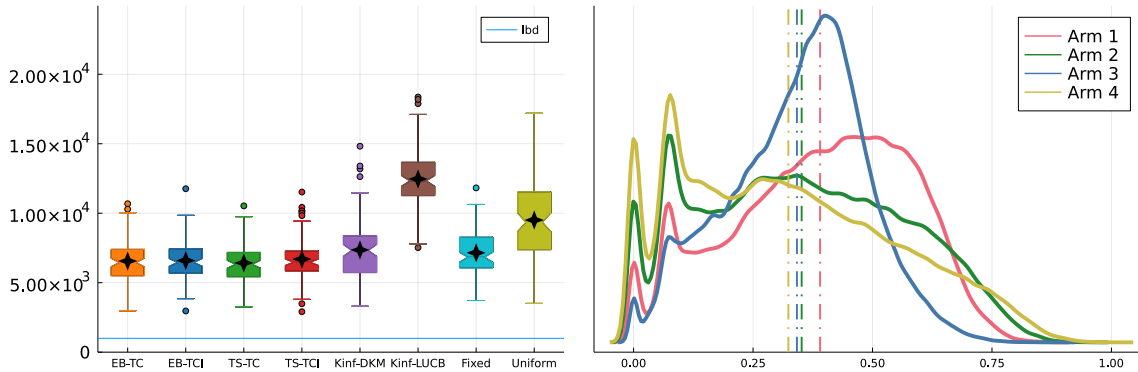 lbd
2.00×10⁴
1.50×10⁴
1.00×10⁴
5.00×10³
0
EB-TC EB-TCI TS-TC TS-TCI Kinf-DKM Kinf-LUCB Fixed Uniform
Arm 1
Arm 2
Arm 3
Arm 4
0.00 0.25 0.50 0.75 1.00